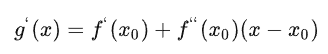 g‘(x) = f‘(x₀) + f‘‘(x₀)(x − x₀)